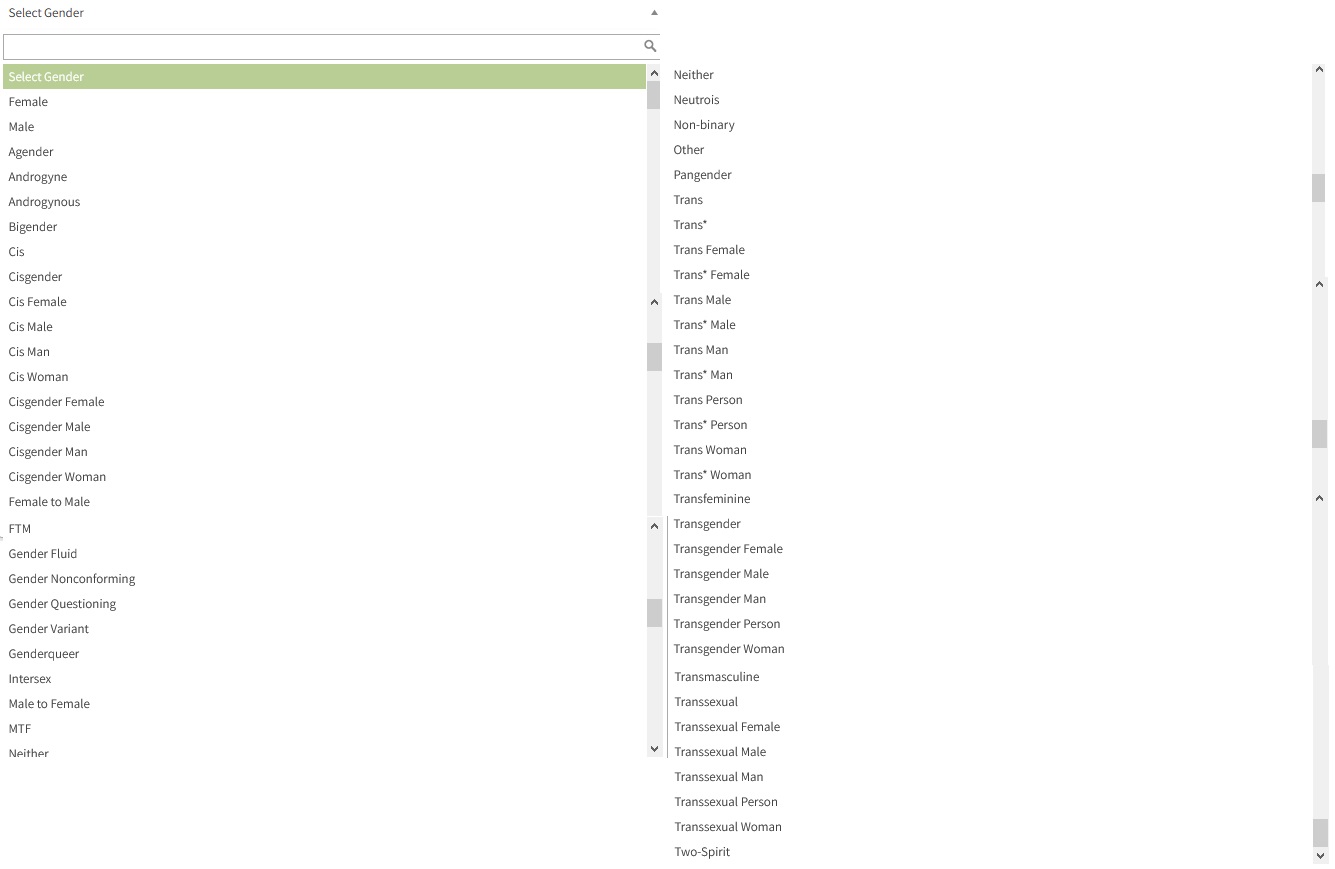 Select Gender
Select Gender
Female
Male
Agender
Androgyne
Androgynous
Bigender
Cis
Cisgender
Cis Female
Cis Male
Cis Man
Cis Woman
Cisgender Female
Cisgender Male
Cisgender Man
Cisgender Woman
Female to Male
FTM
Gender Fluid
Gender Nonconforming
Gender Questioning
Gender Variant
Genderqueer
Intersex
Male to Female
MTF
Neither
Neither
Neutrois
Non-binary
Other
Pangender
Trans
Trans*
Trans Female
Trans* Female
Trans Male
Trans* Male
Trans Man
Trans* Man
Trans Person
Trans* Person
Trans Woman
Trans* Woman
Transfeminine
Transgender
Transgender Female
Transgender Male
Transgender Man
Transgender Person
Transgender Woman
Transmasculine
Transsexual
Transsexual Female
Transsexual Male
Transsexual Man
Transsexual Person
Transsexual Woman
Two-Spirit